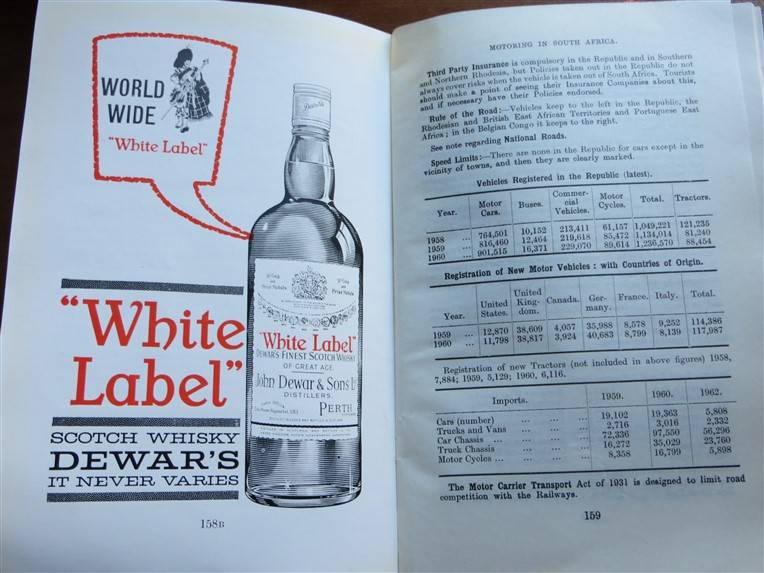 WORLD
WIDE
"White Label"
Dewar's
"White Label"
DEWAR'S FINEST SCOTCH WHISKY
OF GREAT AGE.
John Dewar & Sons Ld
DISTILLERS,
PERTH
"White
Label"
SCOTCH WHISKY
DEWAR'S
IT NEVER VARIES
158B
MOTORING IN SOUTH AFRICA.
Third Party Insurance is compulsory in the Republic and in Southern
and Northern Rhodesia, but Policies taken out in the Republic do not
always cover risks when the vehicle is taken out of South Africa. Tourists
should make a point of seeing their Insurance Companies about this,
and if necessary have their Policies endorsed.
Rule of the Road:—Vehicles keep to the left in the Republic, the
Rhodesian and British East African Territories and Portuguese East
Africa; in the Belgian Congo it keeps to the right.
See note regarding National Roads.
Speed Limits:—There are none in the Republic for cars except in the
vicinity of towns, and then they are clearly marked.
Vehicles Registered in the Republic (latest).
Year. Motor Cars. Buses. Commer-cial Vehicles. Motor Cycles. Total. Tractors.
1958 ... 764,501 10,152 213,411 61,157 1,049,221 121,235
1959 ... 816,460 12,464 219,618 85,472 1,134,014 81,240
1960 ... 901,515 16,371 229,070 89,614 1,236,570 88,454
Registration of New Motor Vehicles: with Countries of Origin.
Year. United States. United King-dom. Canada. Ger-many. France. Italy. Total.
1959 ... 12,870 38,609 4,057 35,988 8,578 9,252 114,386
1960 ... 11,798 38,817 3,924 40,683 8,799 8,139 117,987
Registration of new Tractors (not included in above figures) 1958,
7,884; 1959, 5,129; 1960, 6,116.
Imports. 1959. 1960. 1962.
Cars (number) ... ... ... 19,102 19,363 5,808
Trucks and Vans ... ... ... 2,716 3,016 2,332
Car Chassis ... ... ... ... 72,336 97,550 56,296
Truck Chassis ... ... ... 16,272 35,029 23,760
Motor Cycles ... ... ... ... 8,358 16,799 5,898
The Motor Carrier Transport Act of 1931 is designed to limit road
competition with the Railways.
159